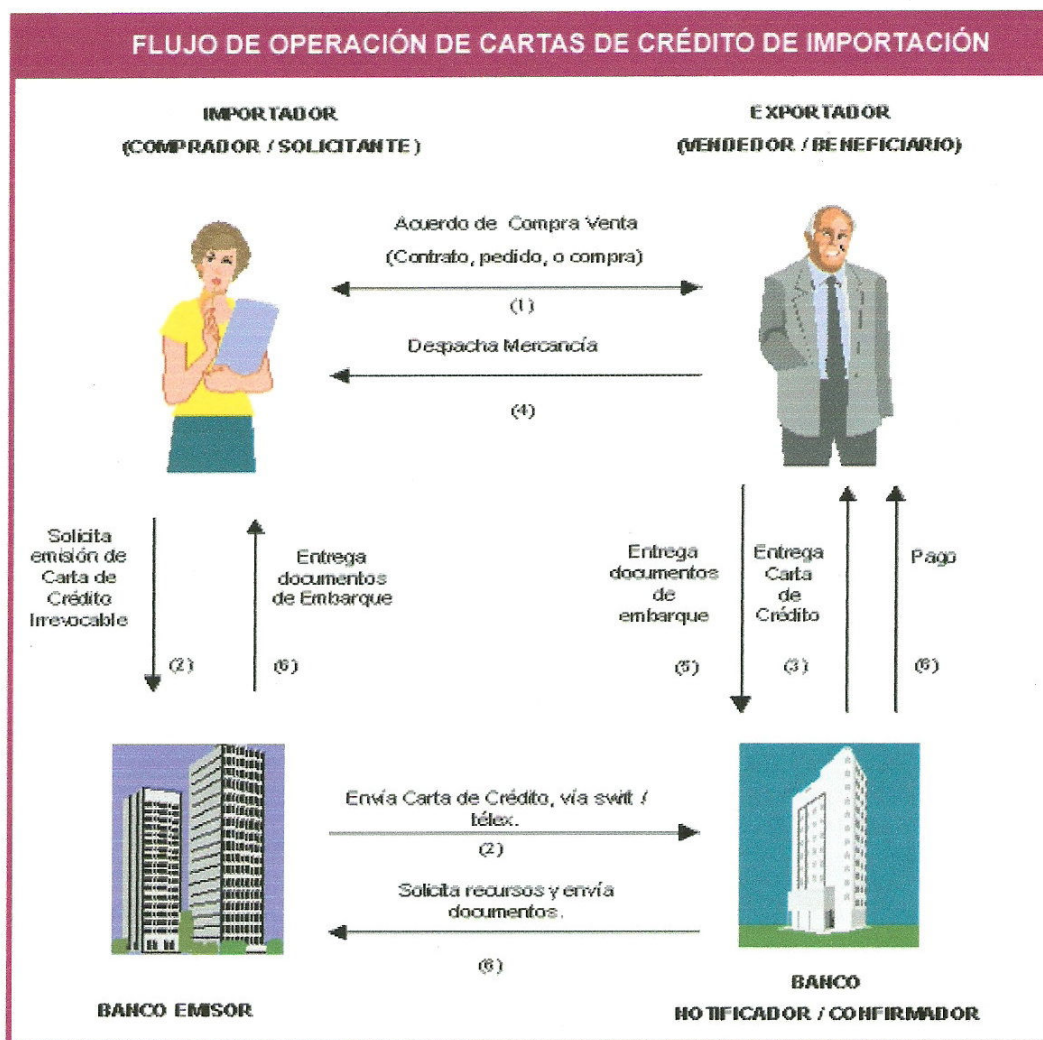 FLUJO DE OPERACIÓN DE CARTAS DE CRÉDITO DE IMPORTACIÓN
IMPORTADOR
(COMPRADOR / SOLICITANTE)
EXPORTADOR
(VENDEDOR / BENEFICIARIO)
Acuerdo de Compra Venta
(Contrato, pedido, o compra)
(1)
Despacha Mercancía
(4)
Solicita
emisión de
Carta de
Crédito
Irrevocable
(2)
Entrega
documentos
de Embarque
(6)
Entrega
documentos
de
embarque
(5)
Entrega
Carta
de
Crédito
(3)
Pago
(6)
Envía Carta de Crédito, vía swift /
télex.
(2)
Solicita recursos y envía
documentos.
(6)
BANCO EMISOR
BANCO
NOTIFICADOR / CONFIRMADOR